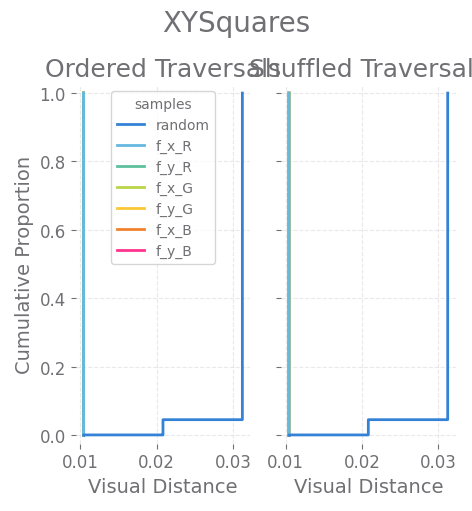 XYSquares
Ordered Traversals
Shuffled Traversal
samples
random
f_x_R
f_y_R
f_x_G
f_y_G
f_x_B
f_y_B
Cumulative Proportion
1.0
0.8
0.6
0.4
0.2
0.0
0.01 0.02 0.03
0.01 0.02 0.03
Visual Distance
Visual Distance